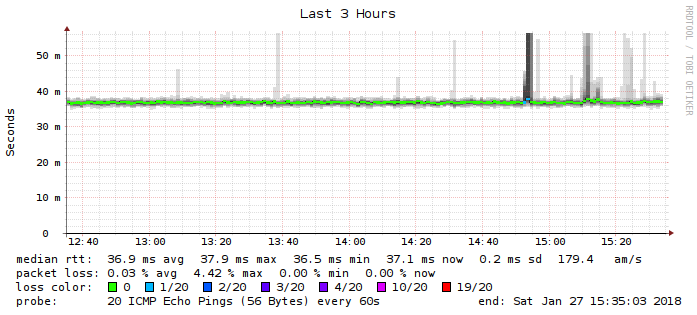 Last 3 Hours
RRDTOOL / TOBI OETIKER
Seconds
50 m
40 m
30 m
20 m
10 m
0
12:40 13:00 13:20 13:40 14:00 14:20 14:40 15:00 15:20
median rtt: 36.9 ms avg 37.9 ms max 36.5 ms min 37.1 ms now 0.2 ms sd 179.4 am/s
packet loss: 0.03 % avg 4.42 % max 0.00 % min 0.00 % now
loss color: 0 1/20 2/20 3/20 4/20 10/20 19/20
probe: 20 ICMP Echo Pings (56 Bytes) every 60s end: Sat Jan 27 15:35:03 2018